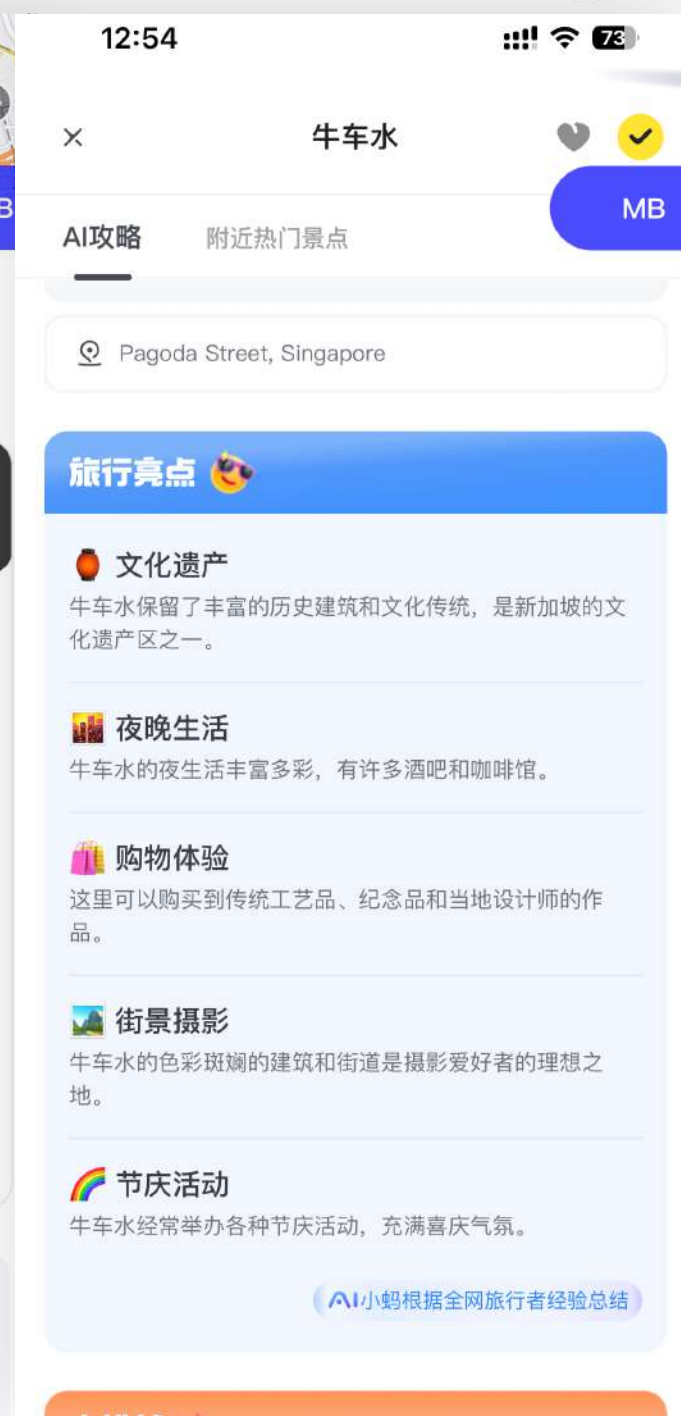 12:54
73
牛车水
B
MB
AI攻略
附近热门景点
Pagoda Street, Singapore
旅行亮点
文化遗产
牛车水保留了丰富的历史建筑和文化传统，是新加坡的文
化遗产区之一。
夜晚生活
牛车水的夜生活丰富多彩，有许多酒吧和咖啡馆。
购物体验
这里可以购买到传统工艺品、纪念品和当地设计师的作
品。
街景摄影
牛车水的色彩斑斓的建筑和街道是摄影爱好者的理想之
地。
节庆活动
牛车水经常举办各种节庆活动，充满喜庆气氛。
AI小蚂根据全网旅行者经验总结